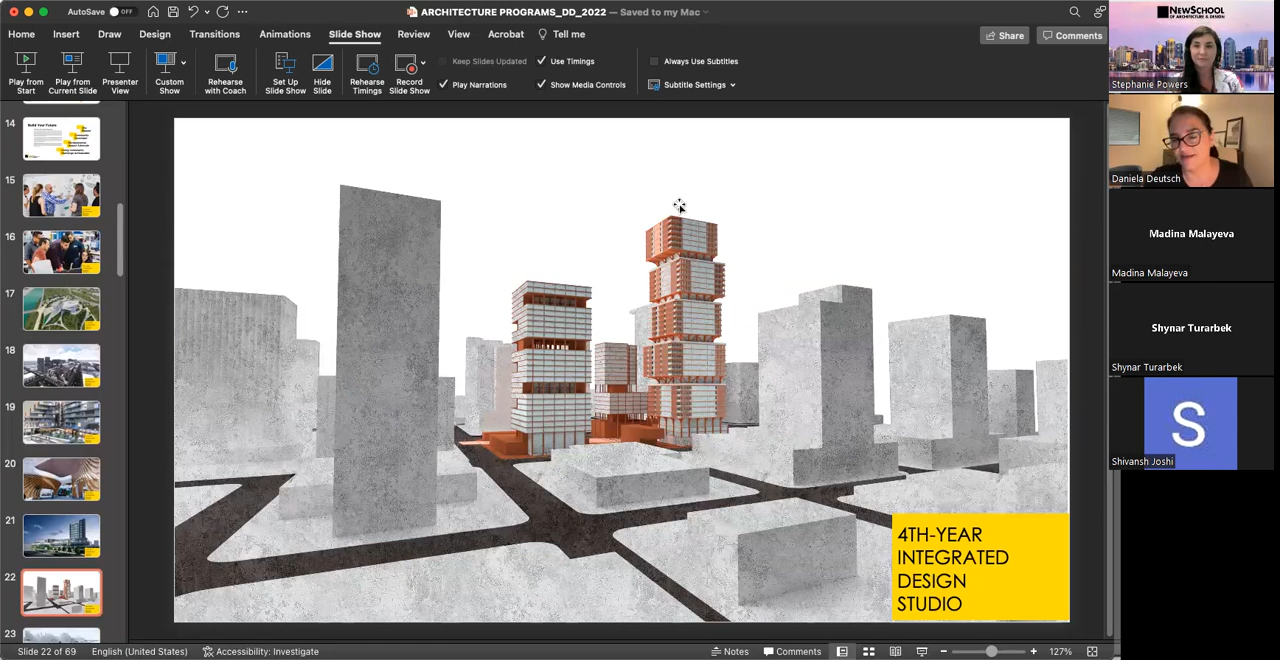 AutoSave OFF
ARCHITECTURE PROGRAMS_DD_2022 — Saved to my Mac
Home Insert Draw Design Transitions Animations Slide Show Review View Acrobat Tell me
Share Comments
Play from Start
Play from Current Slide
Presenter View
Custom Show
Rehearse with Coach
Set Up Slide Show
Hide Slide
Rehearse Timings
Record Slide Show
Keep Slides Updated
Play Narrations
Use Timings
Show Media Controls
Always Use Subtitles
Subtitle Settings
14
Build Your Future
15
16
17
18
19
20
21
22
23
4TH-YEAR
INTEGRATED
DESIGN
STUDIO
Slide 22 of 69 English (United States) Accessibility: Investigate
Notes Comments 127%
NEWSCHOOL
OF ARCHITECTURE & DESIGN
Stephanie Powers
Daniela Deutsch
Madina Malayeva
Madina Malayeva
Shynar Turarbek
Shynar Turarbek
S
Shivansh Joshi